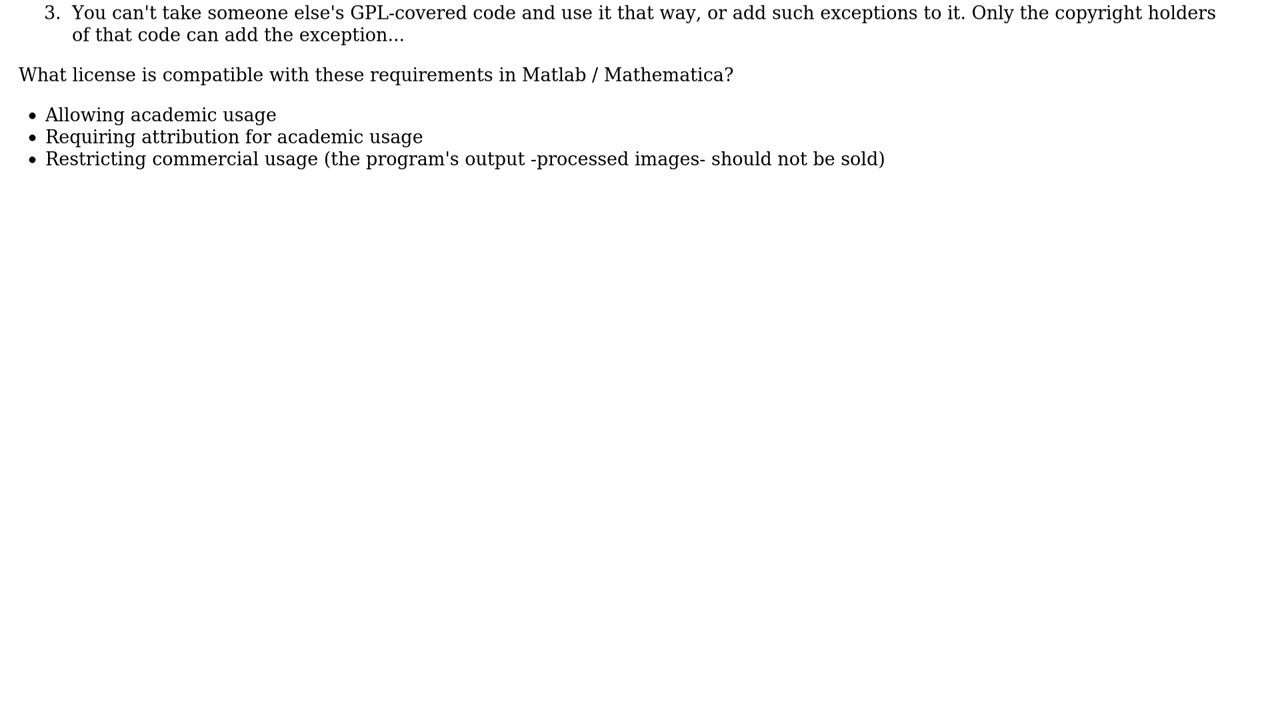 3. You can't take someone else's GPL-covered code and use it that way, or add such exceptions to it. Only the copyright holders
of that code can add the exception...
What license is compatible with these requirements in Matlab / Mathematica?
• Allowing academic usage
• Requiring attribution for academic usage
• Restricting commercial usage (the program's output -processed images- should not be sold)